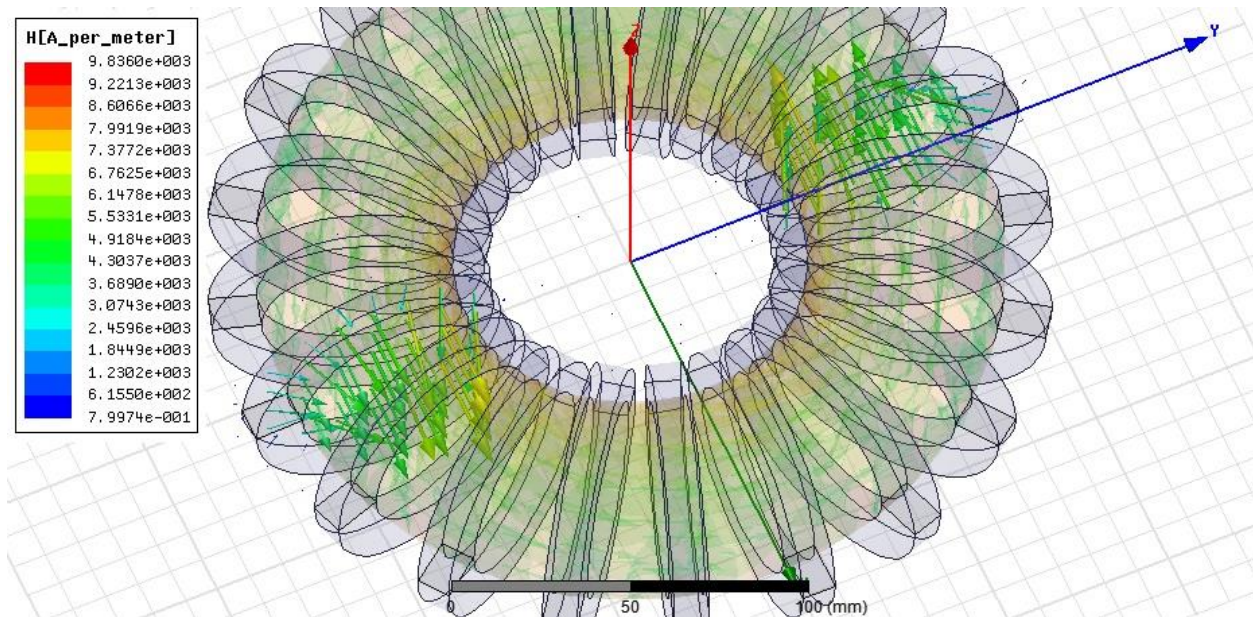 H[A_per_meter]
9.8360e+003
9.2213e+003
8.6066e+003
7.9919e+003
7.3772e+003
6.7625e+003
6.1478e+003
5.5331e+003
4.9184e+003
4.3037e+003
3.6890e+003
3.0743e+003
2.4596e+003
1.8449e+003
1.2302e+003
6.1550e+002
7.9974e-001
Z
Y
0 50 100 (mm)